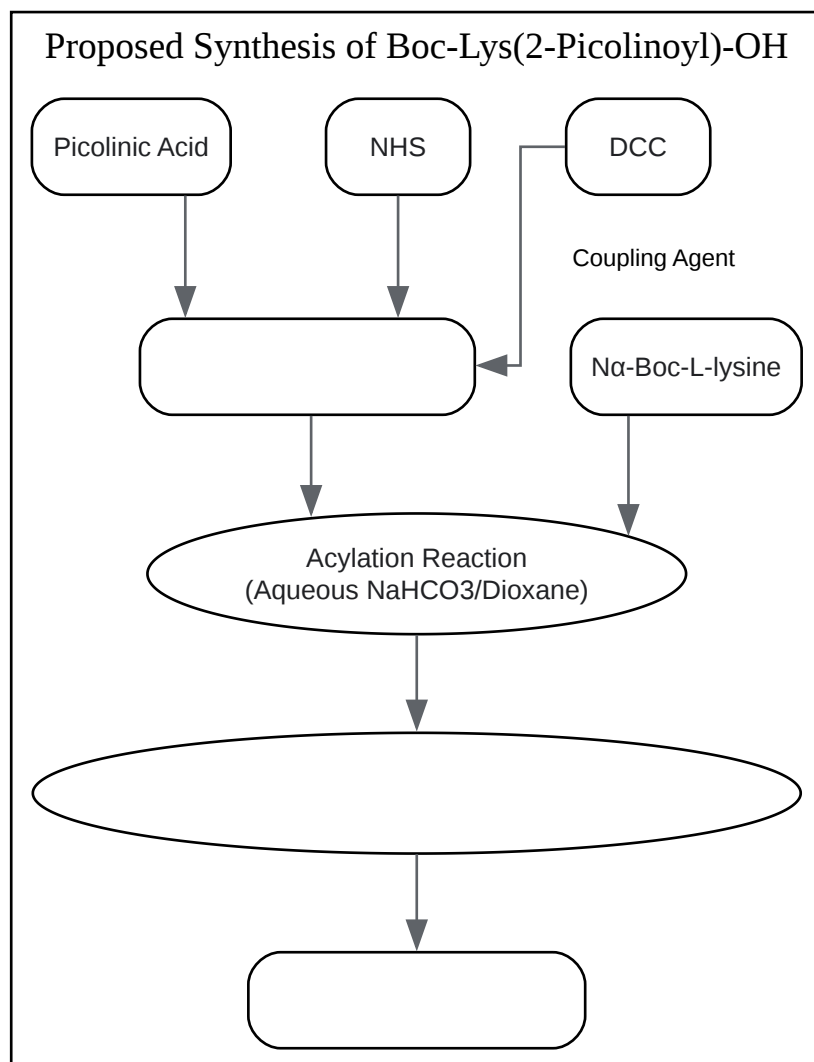 Proposed Synthesis of Boc-Lys(2-Picolinoyl)-OH
Picolinic Acid
NHS
DCC
Coupling Agent
Nα-Boc-L-lysine
Acylation Reaction
(Aqueous NaHCO3/Dioxane)